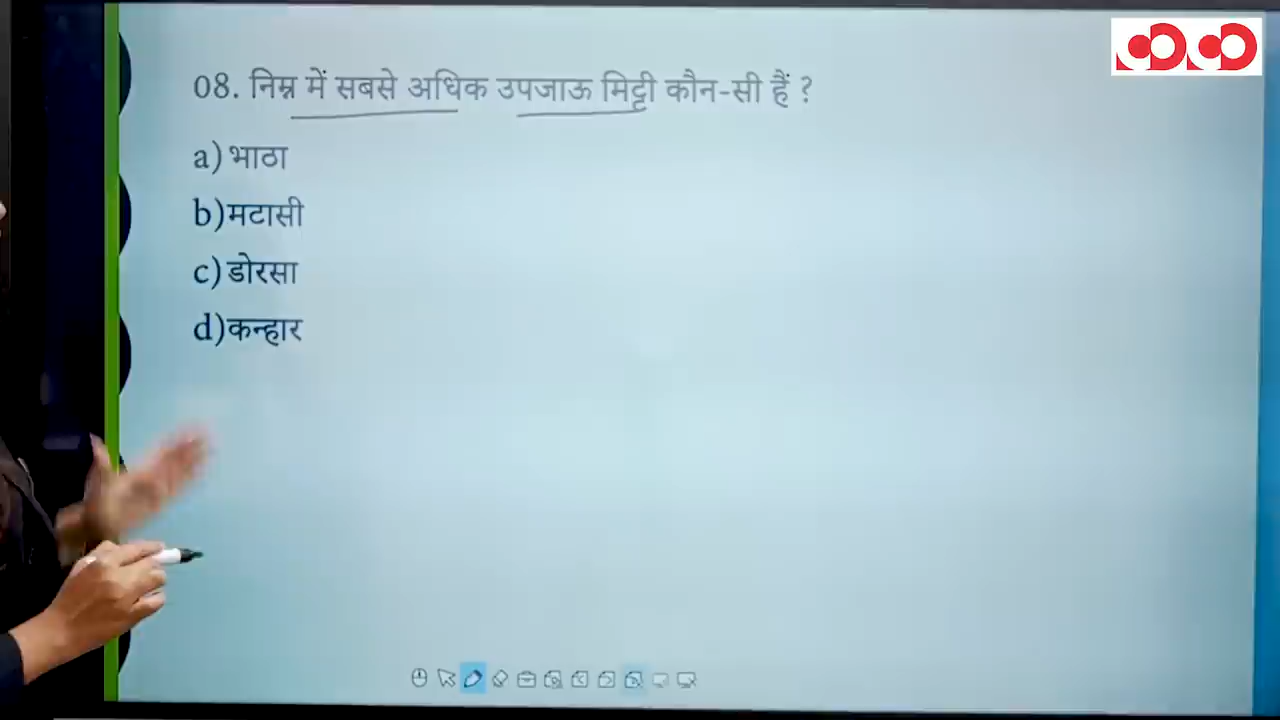 08. निम्न में सबसे अधिक उपजाऊ मिट्टी कौन-सी हैं ?
a) भाठा
b)मटासी
c) डोरसा
d)कन्हार